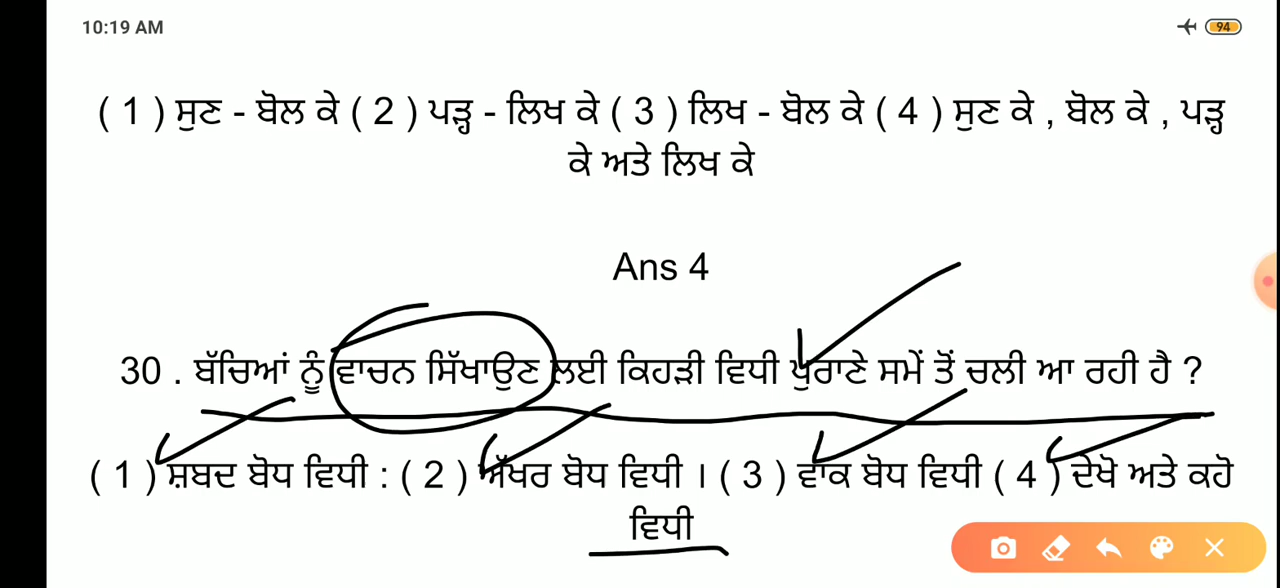 10:19 AM 94
( 1 ) ਸੁਣ - ਬੋਲ ਕੇ ( 2 ) ਪੜ੍ਹ - ਲਿਖ ਕੇ ( 3 ) ਲਿਖ - ਬੋਲ ਕੇ ( 4 ) ਸੁਣ ਕੇ , ਬੋਲ ਕੇ , ਪੜ੍ਹ
ਕੇ ਅਤੇ ਲਿਖ ਕੇ
Ans 4
30 . ਬੱਚਿਆਂ ਨੂੰ ਵਾਚਨ ਸਿੱਖਾਉਣ ਲਈ ਕਿਹੜੀ ਵਿਧੀ ਪੁਰਾਣੇ ਸਮੇਂ ਤੋਂ ਚਲੀ ਆ ਰਹੀ ਹੈ ?
( 1 ) ਸ਼ਬਦ ਬੋਧ ਵਿਧੀ : ( 2 ) ਅੱਖਰ ਬੋਧ ਵਿਧੀ । ( 3 ) ਵਾਕ ਬੋਧ ਵਿਧੀ ( 4 ) ਦੇਖੋ ਅਤੇ ਕਹੋ
ਵਿਧੀ